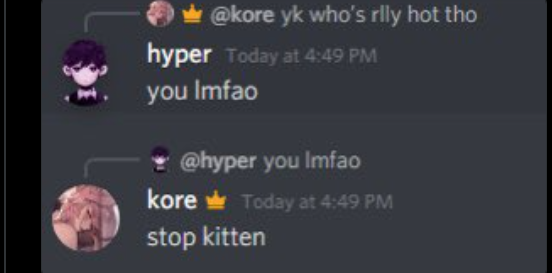 @kore yk who's rlly hot tho
hyper Today at 4:49 PM
you lmfao
@hyper you lmfao
kore Today at 4:49 PM
stop kitten